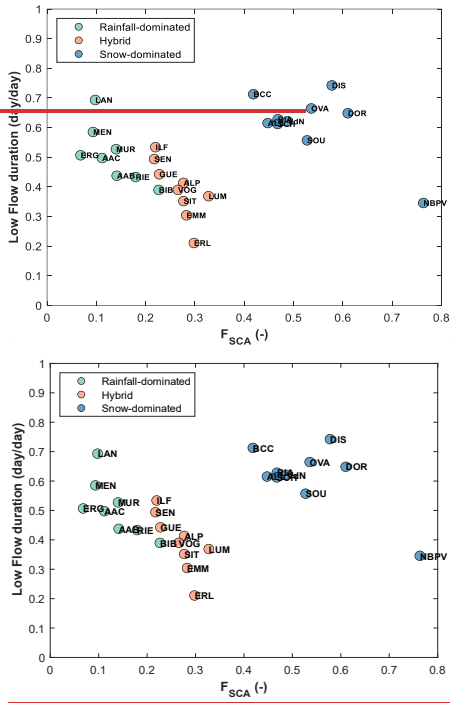 1
0.9
0.8
0.7
0.6
0.5
0.4
0.3
0.2
0.1
0
Low Flow duration (day/day)
Rainfall-dominated
Hybrid
Snow-dominated
DIS
BCC
LAN
OVA
DOR
MEN
SOU
MUR
ILF
ERG
AAC
SEN
GUE
AAB
RIE
ALP
BIB
VOG
LUM
SIT
NBPV
EMM
ERL
0 0.1 0.2 0.3 0.4 0.5 0.6 0.7 0.8
F SCA (-)
1
0.9
0.8
0.7
0.6
0.5
0.4
0.3
0.2
0.1
0
Low Flow duration (day/day)
Rainfall-dominated
Hybrid
Snow-dominated
DIS
BCC
LAN
OVA
DOR
MEN
SOU
MUR
ILF
ERG
AAC
SEN
GUE
AAB
RIE
ALP
BIB
VOG
LUM
SIT
NBPV
EMM
ERL
0 0.1 0.2 0.3 0.4 0.5 0.6 0.7 0.8
F SCA (-)